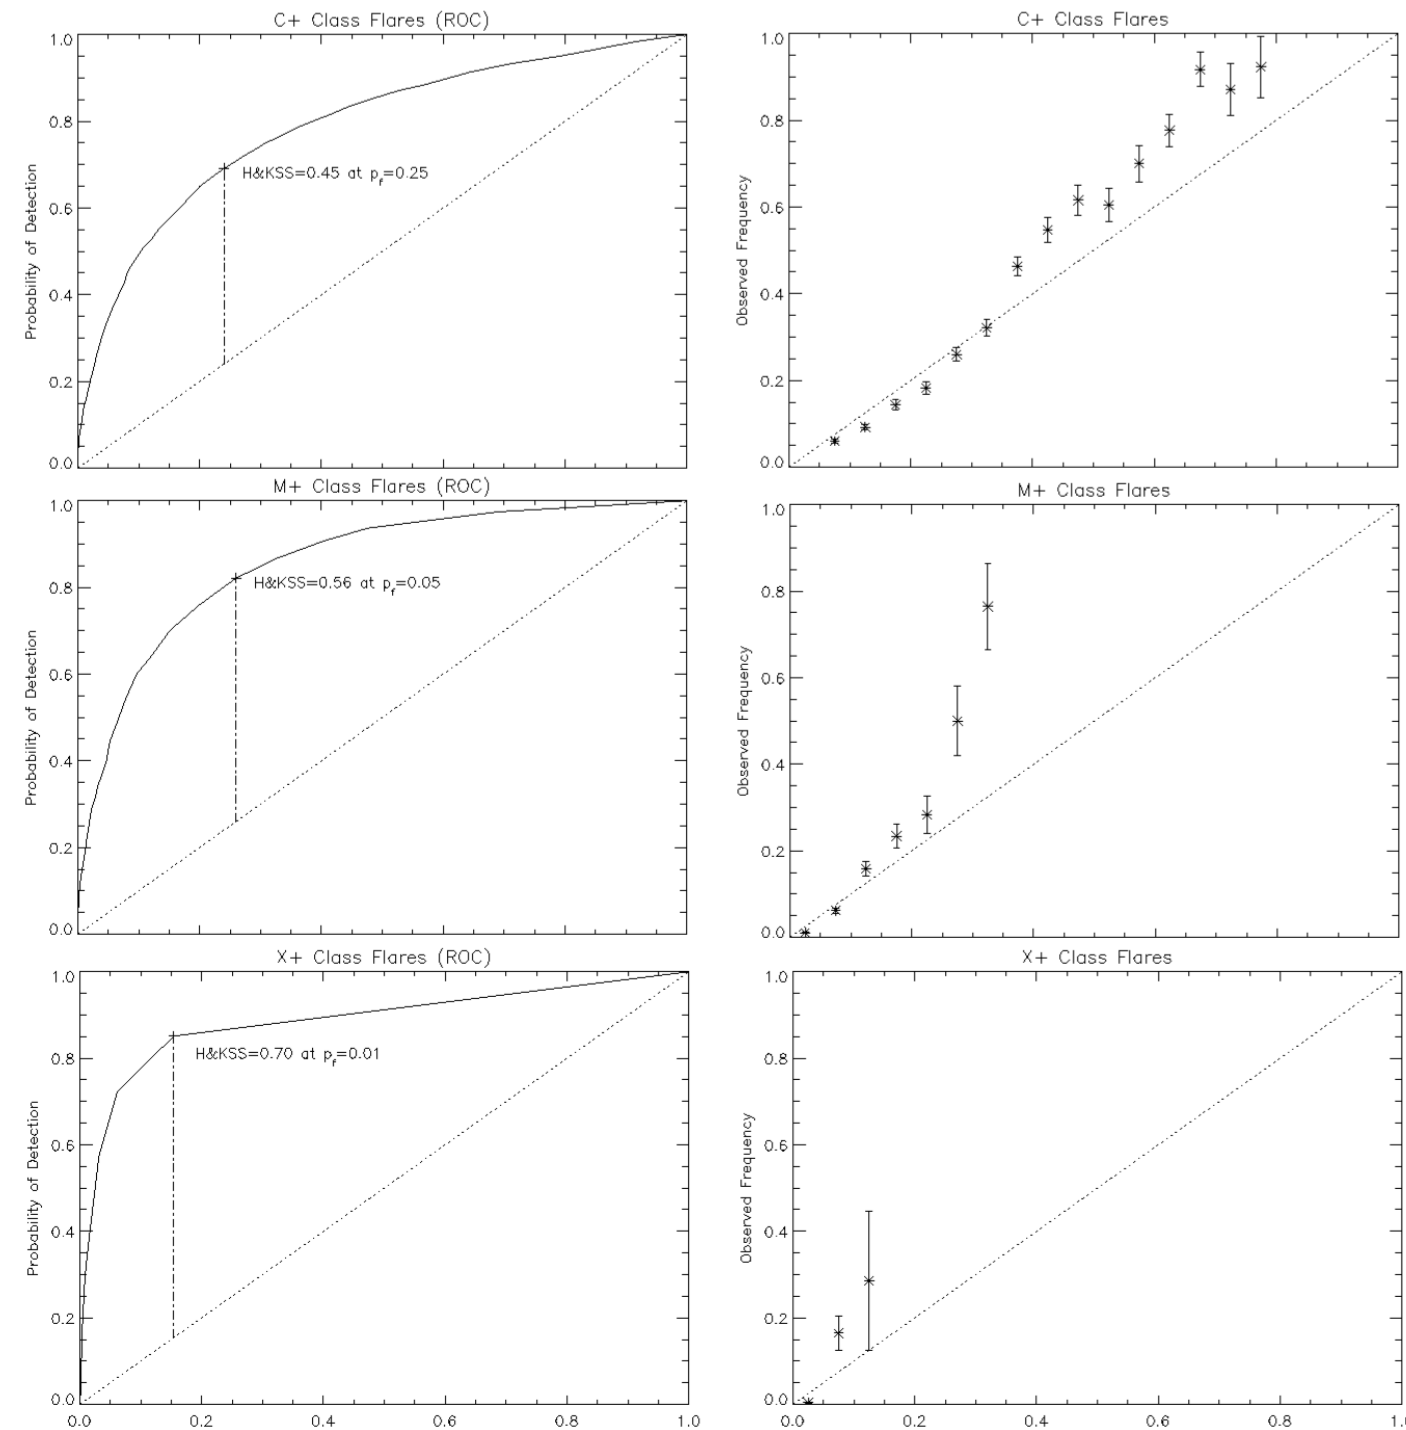 C+ Class Flares (ROC)
1.0
0.8
0.6
0.4
0.2
0.0
Probability of Detection
H&KSS=0.45 at pf=0.25
C+ Class Flares
1.0
0.8
0.6
0.4
0.2
0.0
Observed Frequency
M+ Class Flares (ROC)
1.0
0.8
0.6
0.4
0.2
0.0
Probability of Detection
H&KSS=0.56 at pf=0.05
M+ Class Flares
1.0
0.8
0.6
0.4
0.2
0.0
Observed Frequency
X+ Class Flares (ROC)
1.0
0.8
0.6
0.4
0.2
0.0
Probability of Detection
H&KSS=0.70 at pf=0.01
0.0 0.2 0.4 0.6 0.8 1.0
X+ Class Flares
1.0
0.8
0.6
0.4
0.2
0.0
Observed Frequency
0.0 0.2 0.4 0.6 0.8 1.0